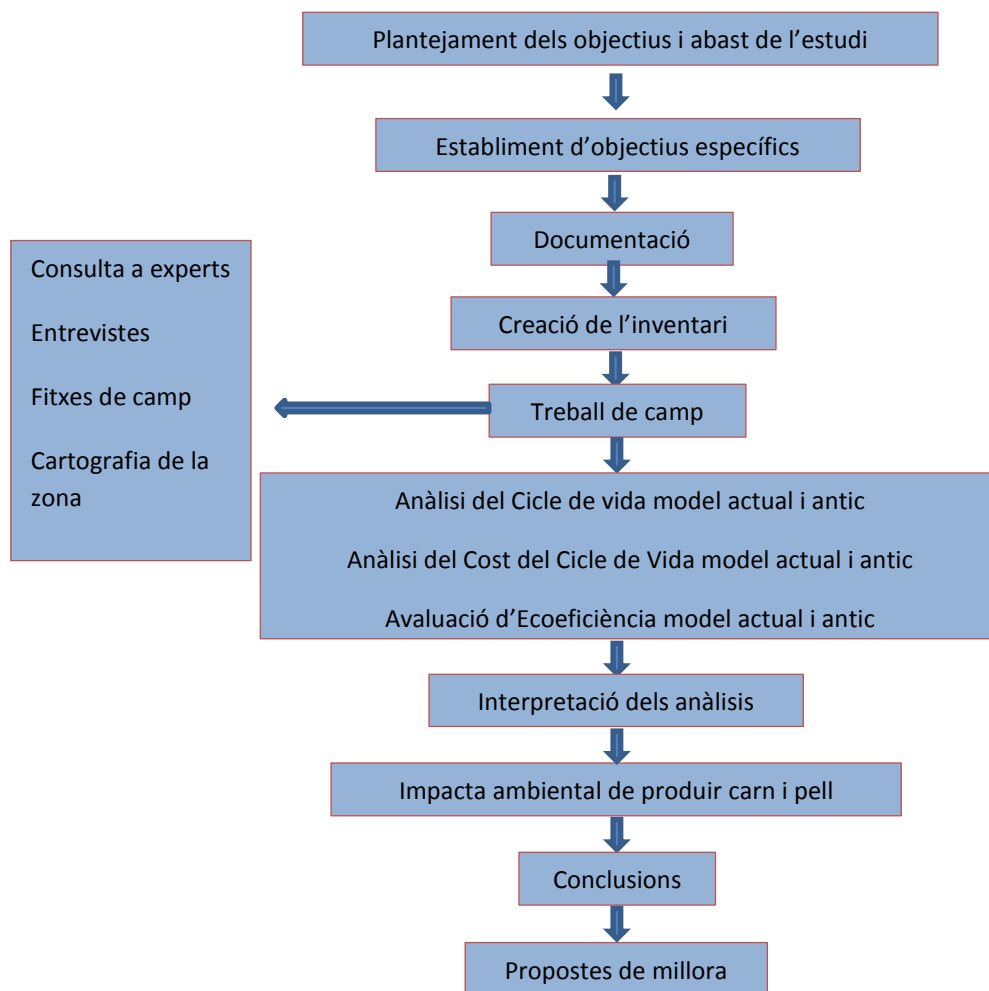 Plantejament dels objectius i abast de l’estudi
Establiment d’objectius específics
Documentació
Creació de l’inventari
Treball de camp
Consulta a experts
Entrevistes
Fitxes de camp
Cartografia de la
zona
Anàlisi del Cicle de vida model actual i antic
Anàlisi del Cost del Cicle de Vida model actual i antic
Avaluació d’Ecoeficiència model actual i antic
Interpretació dels anàlisis
Impacta ambiental de produir carn i pell
Conclusions
Propostes de millora